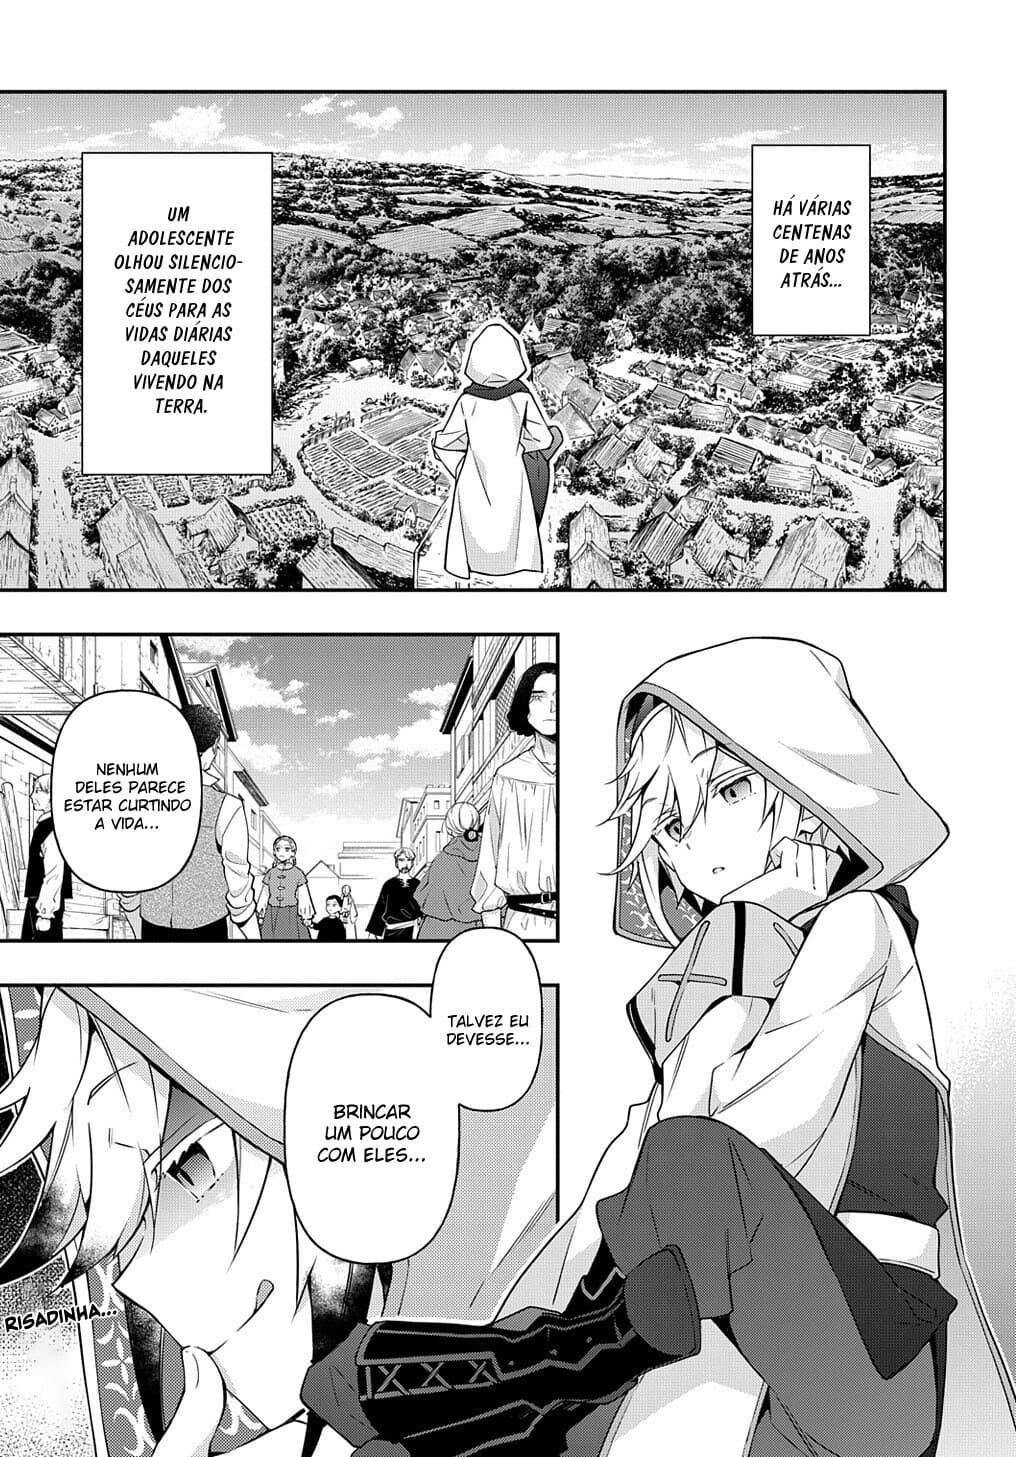 HÁ VÁRIAS
CENTENAS
DE ANOS
ATRÁS...
UM
ADOLESCENTE
OLHOU SILENCIO-
SAMENTE DOS
CÉUS PARA AS
VIDAS DIÁRIAS
DAQUELES
VIVENDO NA
TERRA.
NENHUM
DELES PARECE
ESTAR CURTINDO
A VIDA...
TALVEZ EU
DEVESSE...
BRINCAR
UM POUCO
COM ELES...
RISADINHA...